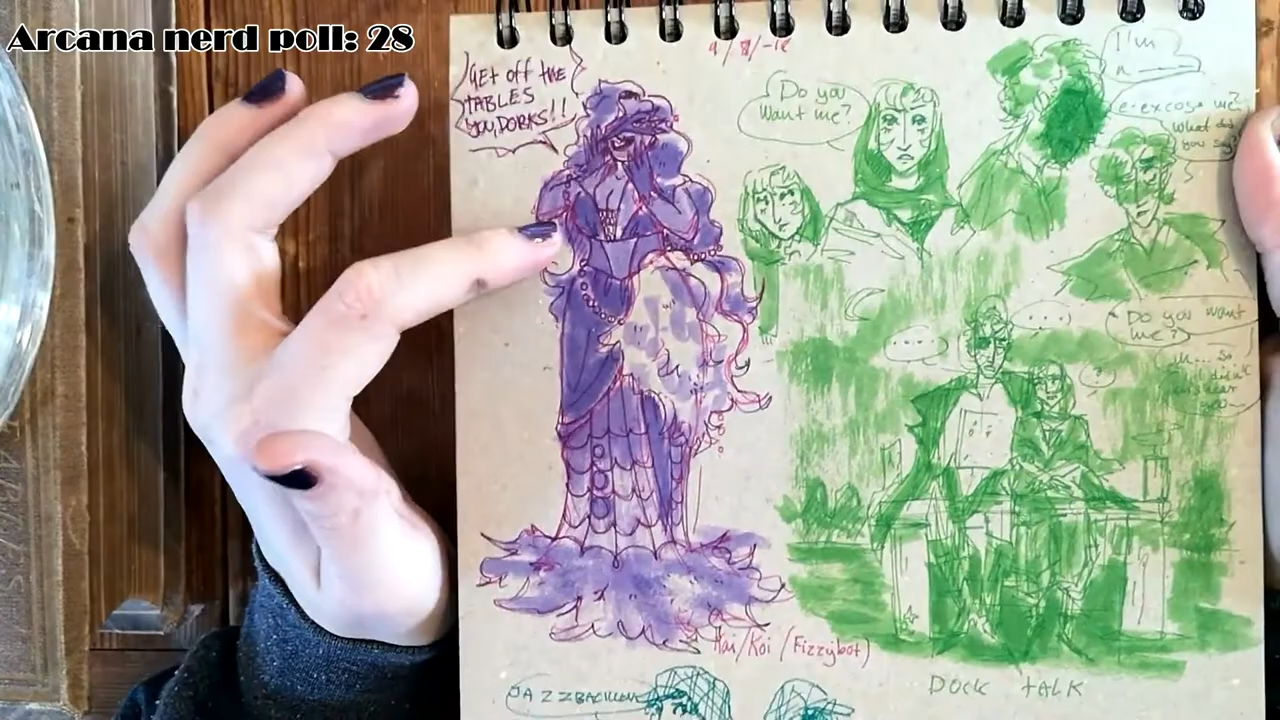 Arcana nerd poll: 28
GET OFF THE
TABLES
YOU, DORKS!!
Do you
want me?
I'm
e-excuse me?
What did
you say?
. . . .
. . .
Do you want
me?
?
Kai/Koi/(Fizzybot)
DOCK TALK